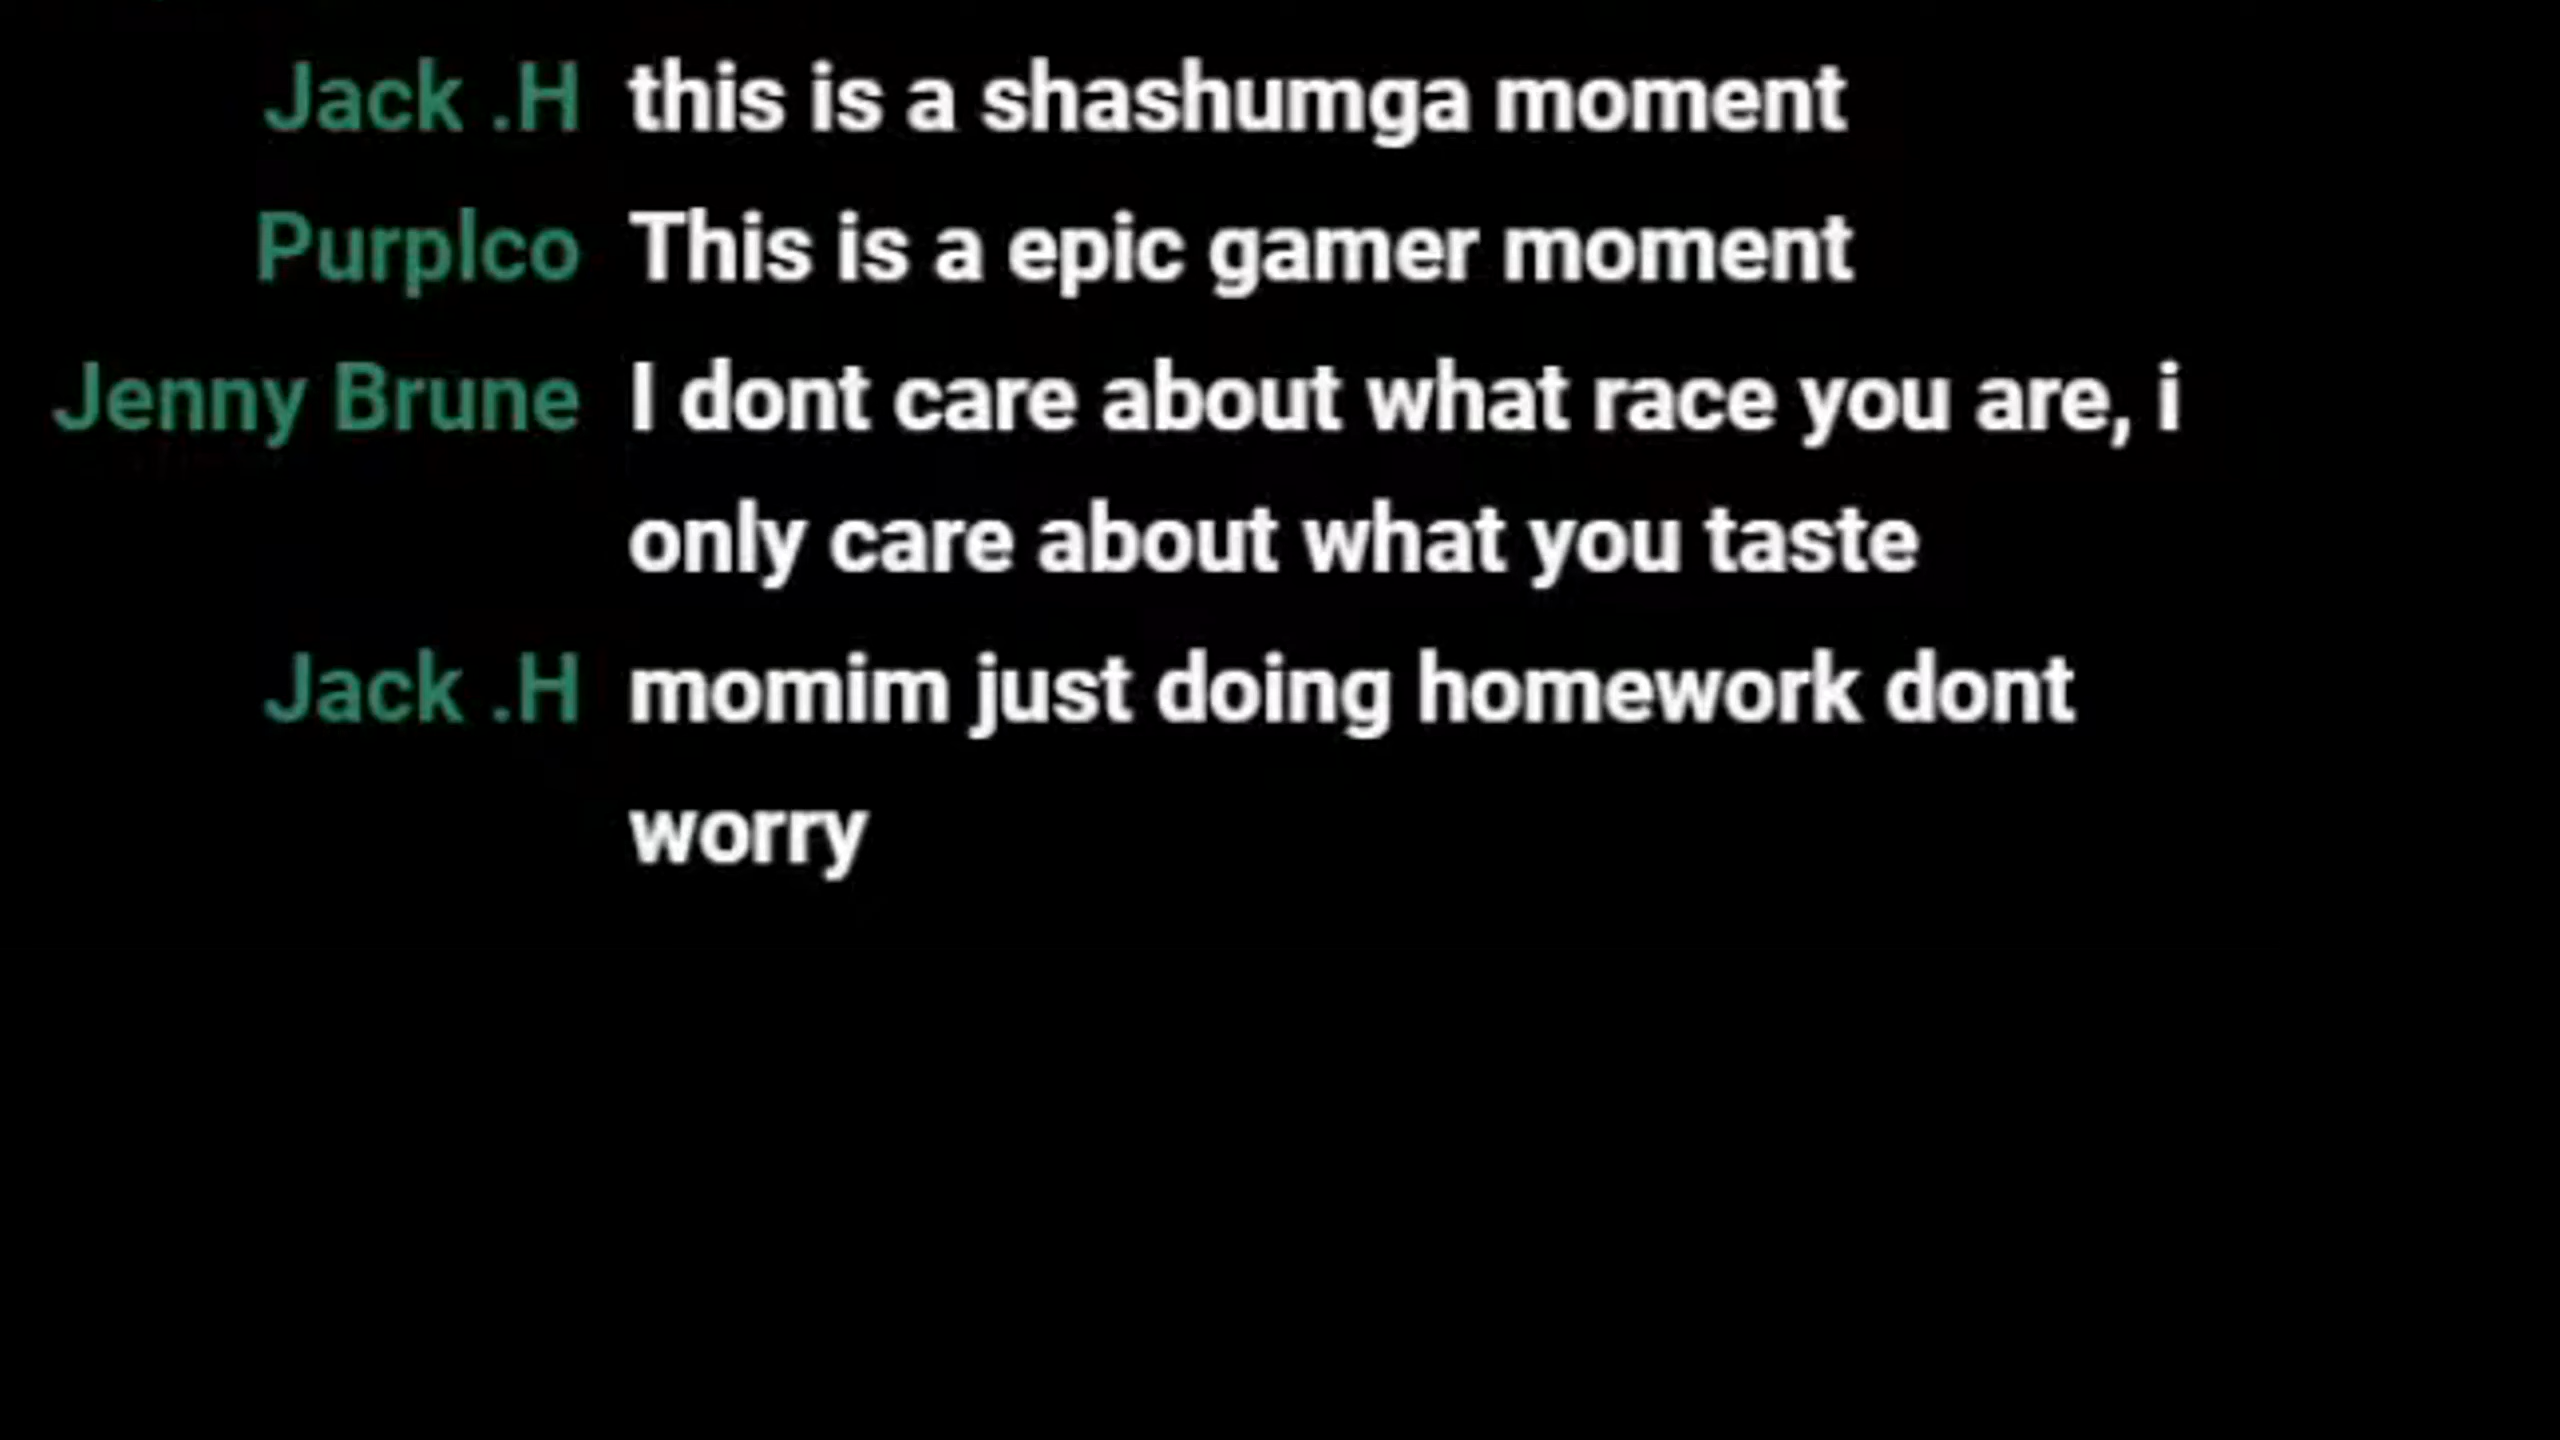 Jack .H this is a shashumga moment
Purplco This is a epic gamer moment
Jenny Brune I dont care about what race you are, i
only care about what you taste
Jack .H momim just doing homework dont
worry